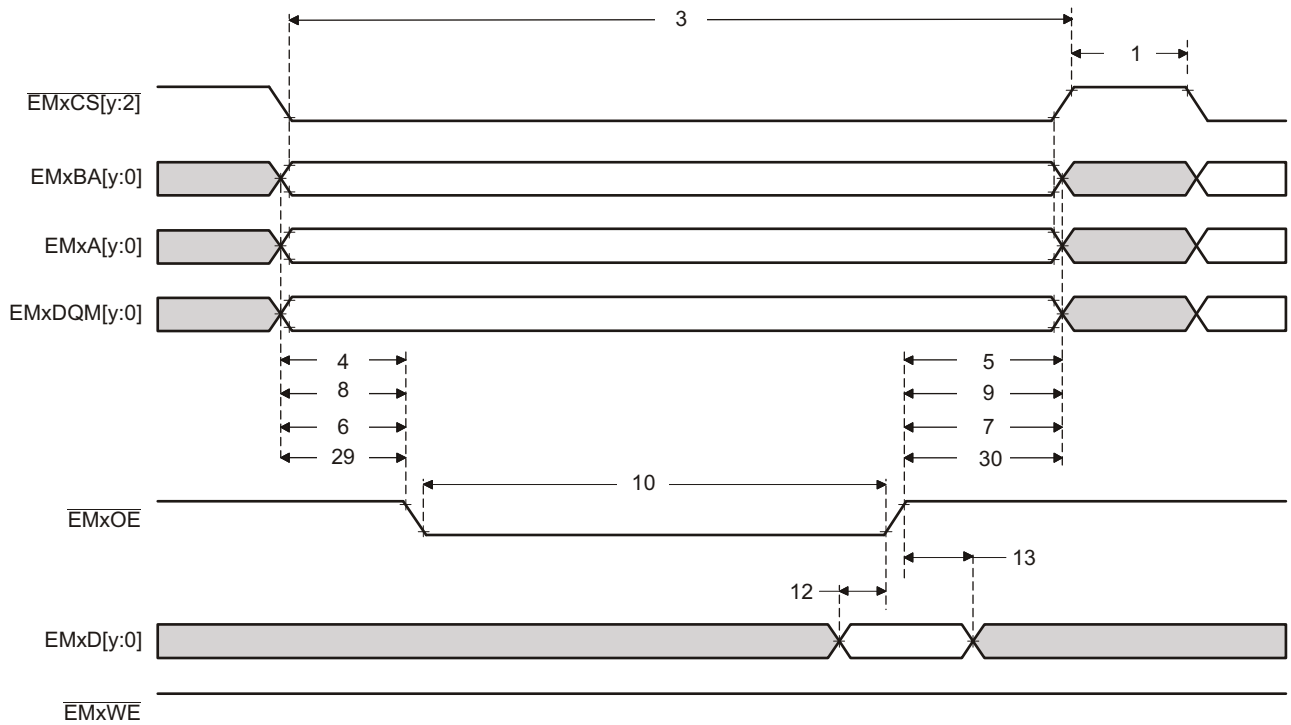 3
1
EMxCS[y:2]
EMxBA[y:0]
EMxA[y:0]
EMxDQM[y:0]
4 5
8 9
6 7
29 30
10
EMxOE
13
12
EMxD[y:0]
EMxWE